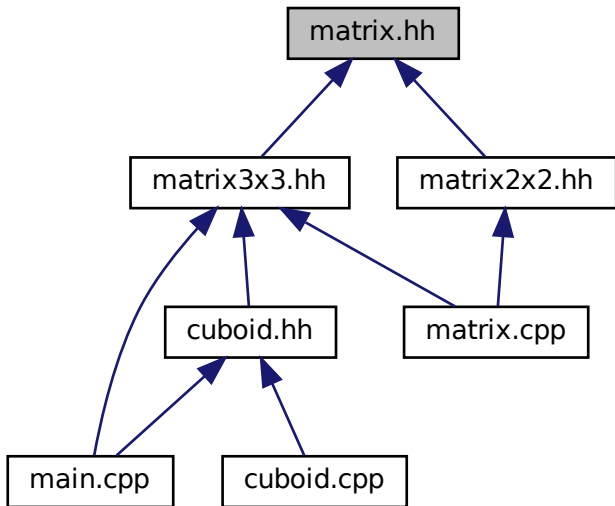 matrix.hh
matrix3x3.hh
matrix2x2.hh
cuboid.hh
matrix.cpp
main.cpp
cuboid.cpp